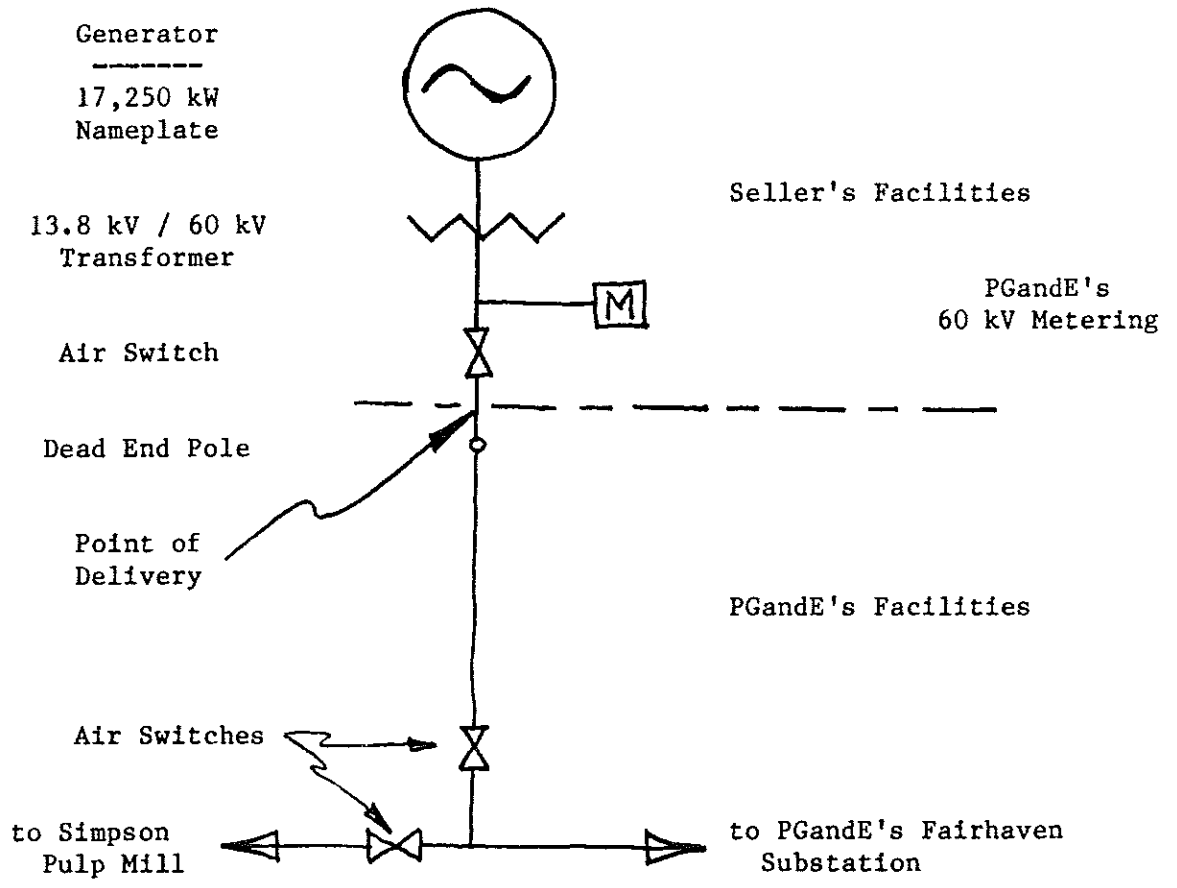 Generator
-------
17,250 kW
Nameplate
Seller's Facilities
13.8 kV / 60 kV
Transformer
M
PGandE's
60 kV Metering
Air Switch
Dead End Pole
Point of
Delivery
PGandE's Facilities
Air Switches
to Simpson
Pulp Mill
to PGandE's Fairhaven
Substation